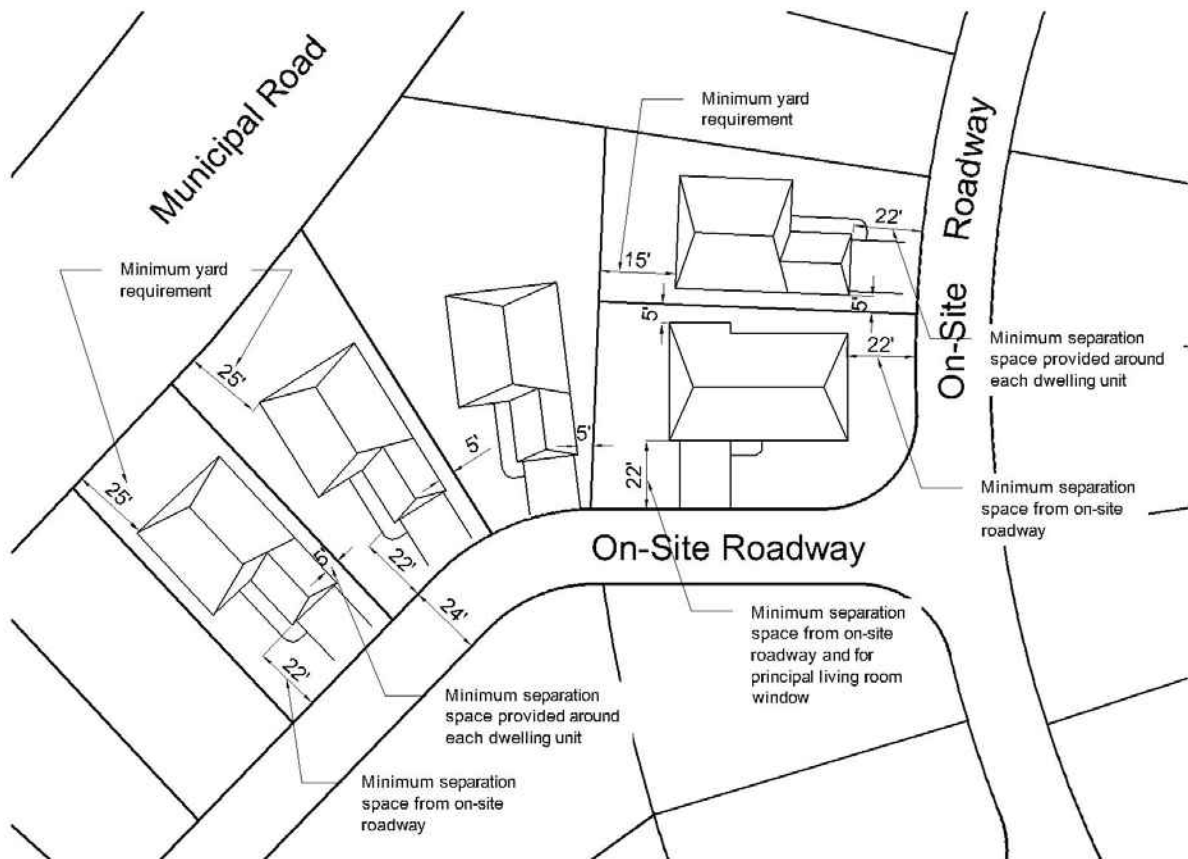 Municipal Road
Minimum yard
requirement
On-Site Roadway
22'
15'
5'
5'
22'
Minimum separation
space provided around
each dwelling unit
Minimum yard
requirement
25'
5'
5'
22'
25'
5'
22'
24'
22'
Minimum separation
space from on-site
roadway
On-Site Roadway
Minimum separation
space from on-site
roadway and for
principal living room
window
Minimum separation
space provided around
each dwelling unit
Minimum separation
space from on-site
roadway